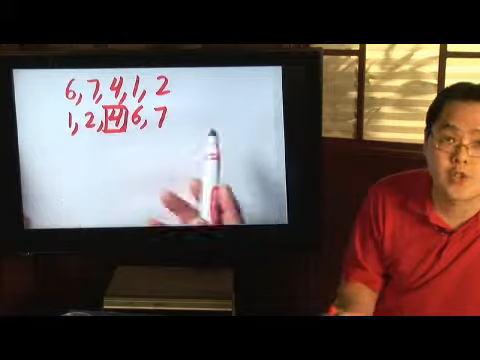 6, 7, 4, 1, 2
1, 2, 4 6, 7